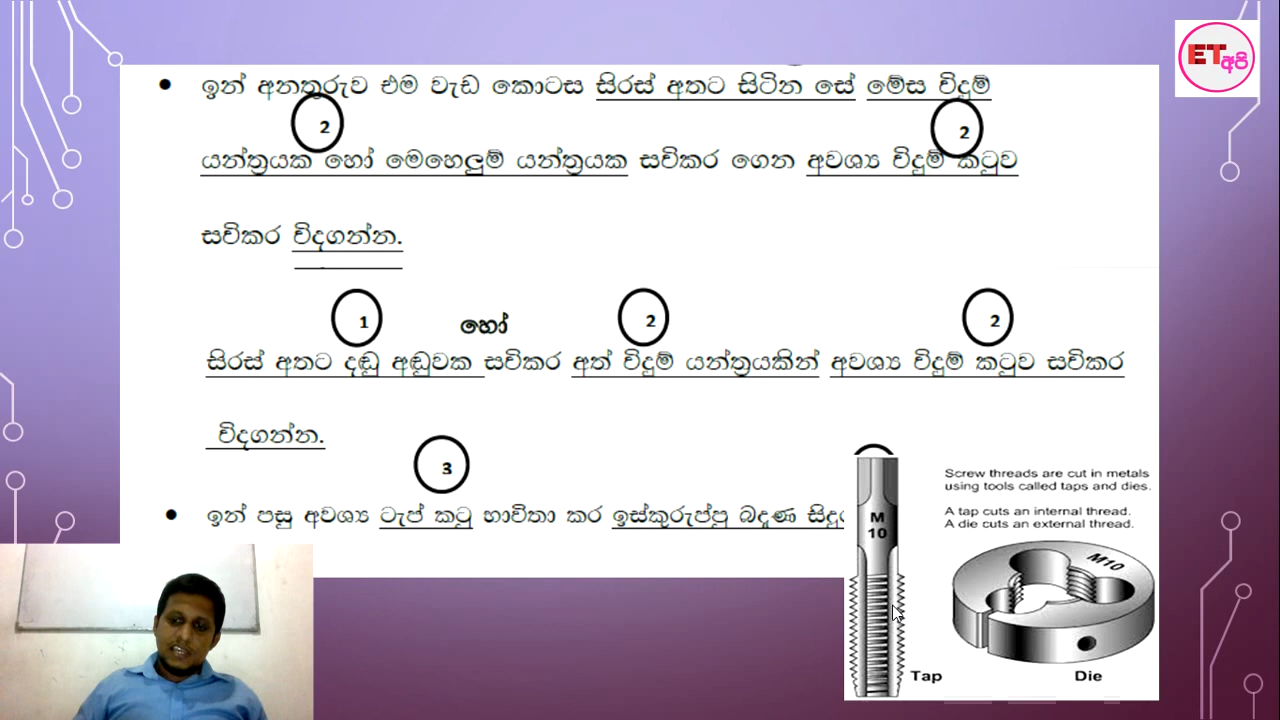 ET අපි
• ඉන් අනතුරුව එම වැඩ කොටස සිරස් අතට සිටින සේ මේස විදුම්
2 2
යන්ත්‍රයක හෝ මෙහෙලුම් යන්ත්‍රයක සවිකර ගෙන අවශ්‍ය විදුම් කටුව
සවිකර විදගන්න.
1 හෝ 2 2
සිරස් අතට දඬු අඬුවක සවිකර අත් විදුම් යන්ත්‍රයකින් අවශ්‍ය විදුම් කටුව සවිකර
විදගන්න.
3
• ඉන් පසු අවශ්‍ය ටැප් කටු භාවිතා කර ඉස්කුරුප්පු බදුණ
Screw threads are cut in metals
using tools called taps and dies.
A tap cuts an internal thread.
A die cuts an external thread.
M
10
M10
Tap
Die